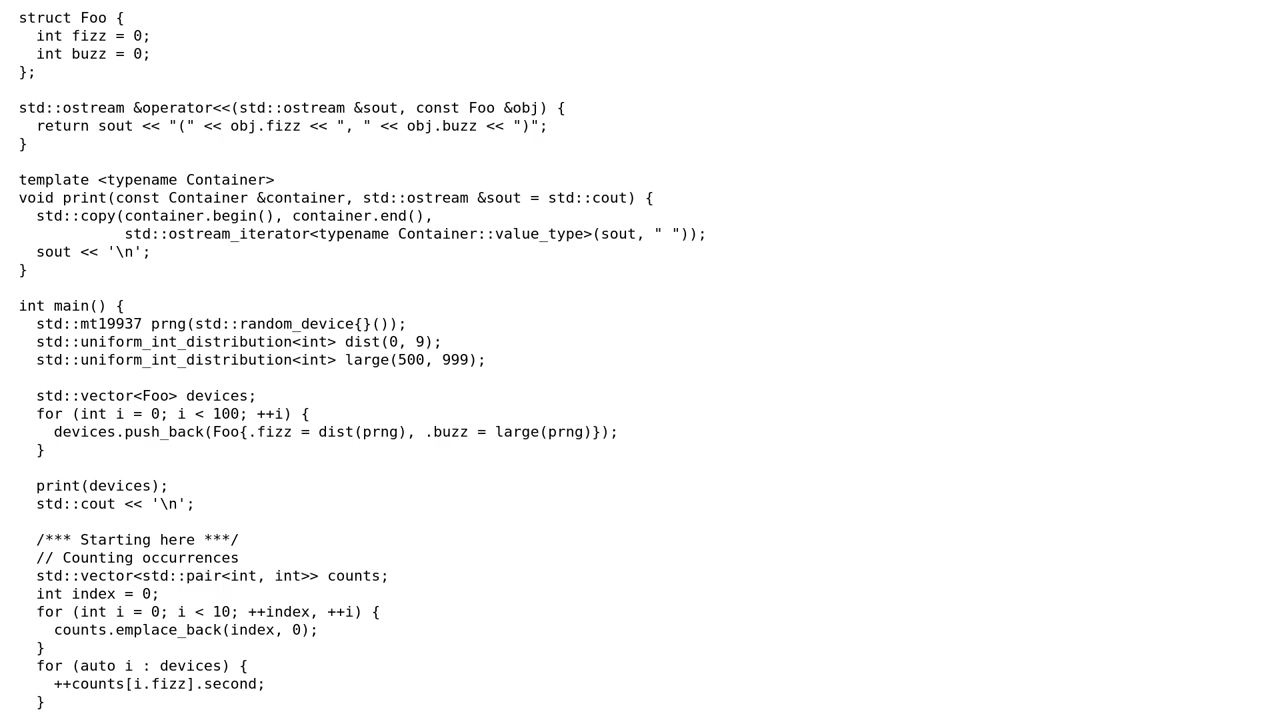 struct Foo {
  int fizz = 0;
  int buzz = 0;
};

std::ostream &operator<<(std::ostream &sout, const Foo &obj) {
  return sout << "(" << obj.fizz << ", " << obj.buzz << ")";
}

template <typename Container>
void print(const Container &container, std::ostream &sout = std::cout) {
  std::copy(container.begin(), container.end(),
            std::ostream_iterator<typename Container::value_type>(sout, " "));
  sout << '\n';
}

int main() {
  std::mt19937 prng(std::random_device{}());
  std::uniform_int_distribution<int> dist(0, 9);
  std::uniform_int_distribution<int> large(500, 999);

  std::vector<Foo> devices;
  for (int i = 0; i < 100; ++i) {
    devices.push_back(Foo{.fizz = dist(prng), .buzz = large(prng)});
  }

  print(devices);
  std::cout << '\n';

  /*** Starting here ***/
  // Counting occurrences
  std::vector<std::pair<int, int>> counts;
  int index = 0;
  for (int i = 0; i < 10; ++index, ++i) {
    counts.emplace_back(index, 0);
  }
  for (auto i : devices) {
    ++counts[i.fizz].second;
  }